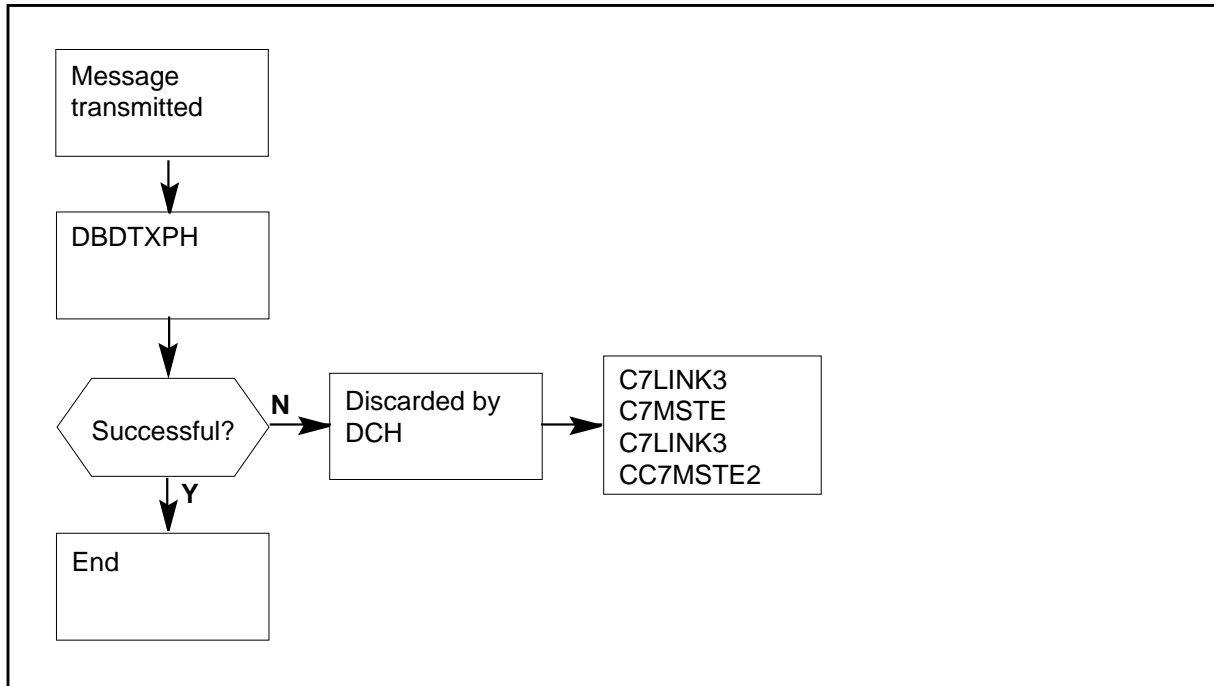 Message
transmitted
DBDTXPH
Successful?
N
Discarded by
DCH
C7LINK3
C7MSTE
C7LINK3
CC7MSTE2
Y
End